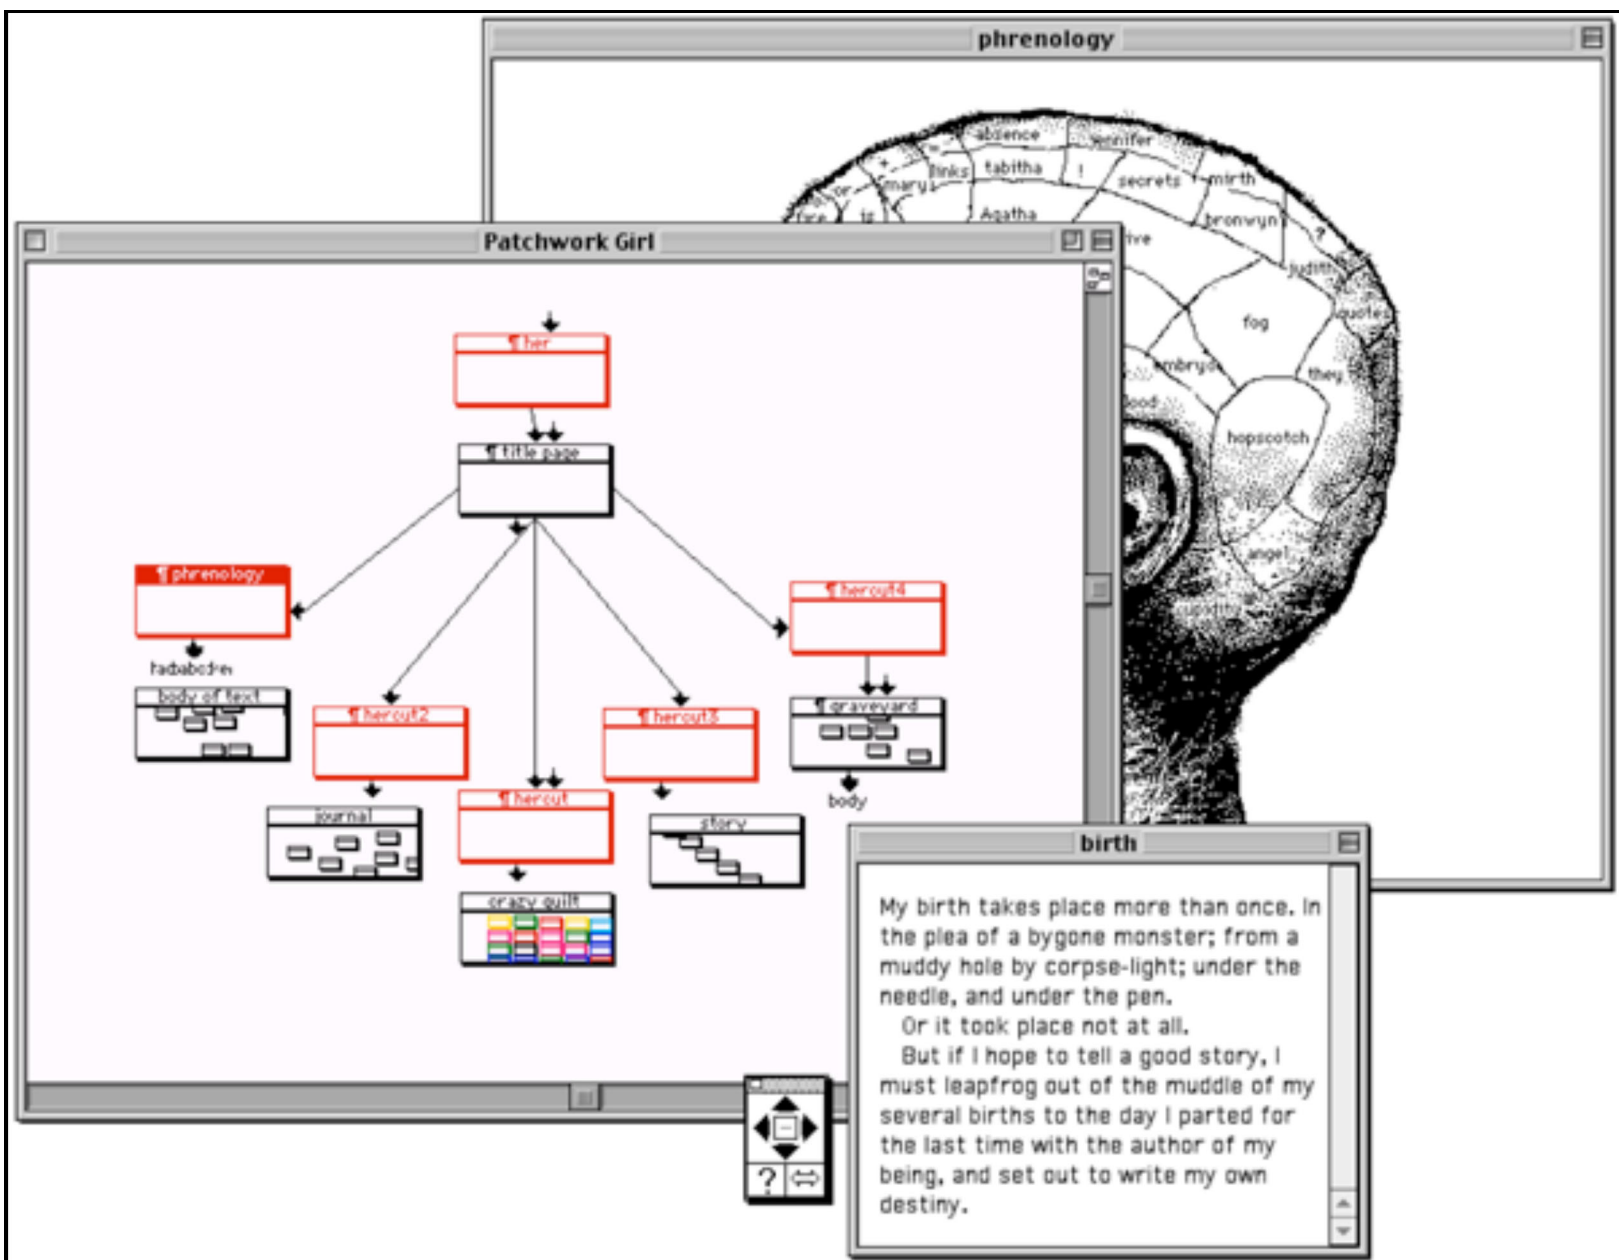 phrenology
absence
jennifer
links
tabitha
!
secrets
mirth
or
mary
is
Agatha
bronwyn
?
judith
quotes
fog
they
hopscotch
angel
cupidity
Patchwork Girl
¶ her
¶ title page
¶ phrenology
¶ hercut4
body of text
¶ hercut2
¶ hercut3
¶ graveyard
journal
¶ hercut
story
body
crazy quilt
birth
My birth takes place more than once. In
the plea of a bygone monster; from a
muddy hole by corpse-light; under the
needle, and under the pen.
Or it took place not at all.
But if I hope to tell a good story, I
must leapfrog out of the muddle of my
several births to the day I parted for
the last time with the author of my
being, and set out to write my own
destiny.
?